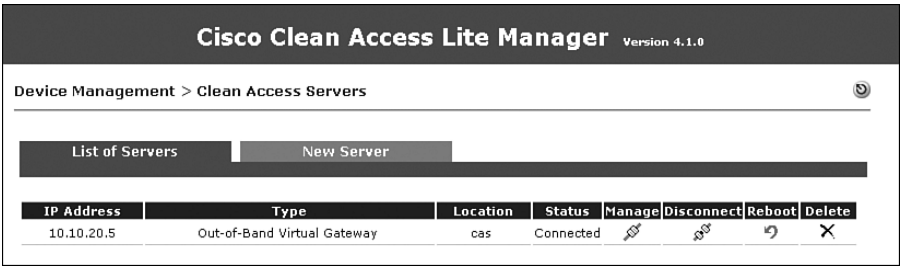 Cisco Clean Access Lite Manager Version 4.1.0
Device Management > Clean Access Servers
List of Servers New Server
IP Address Type Location Status Manage Disconnect Reboot Delete
10.10.20.5 Out-of-Band Virtual Gateway cas Connected